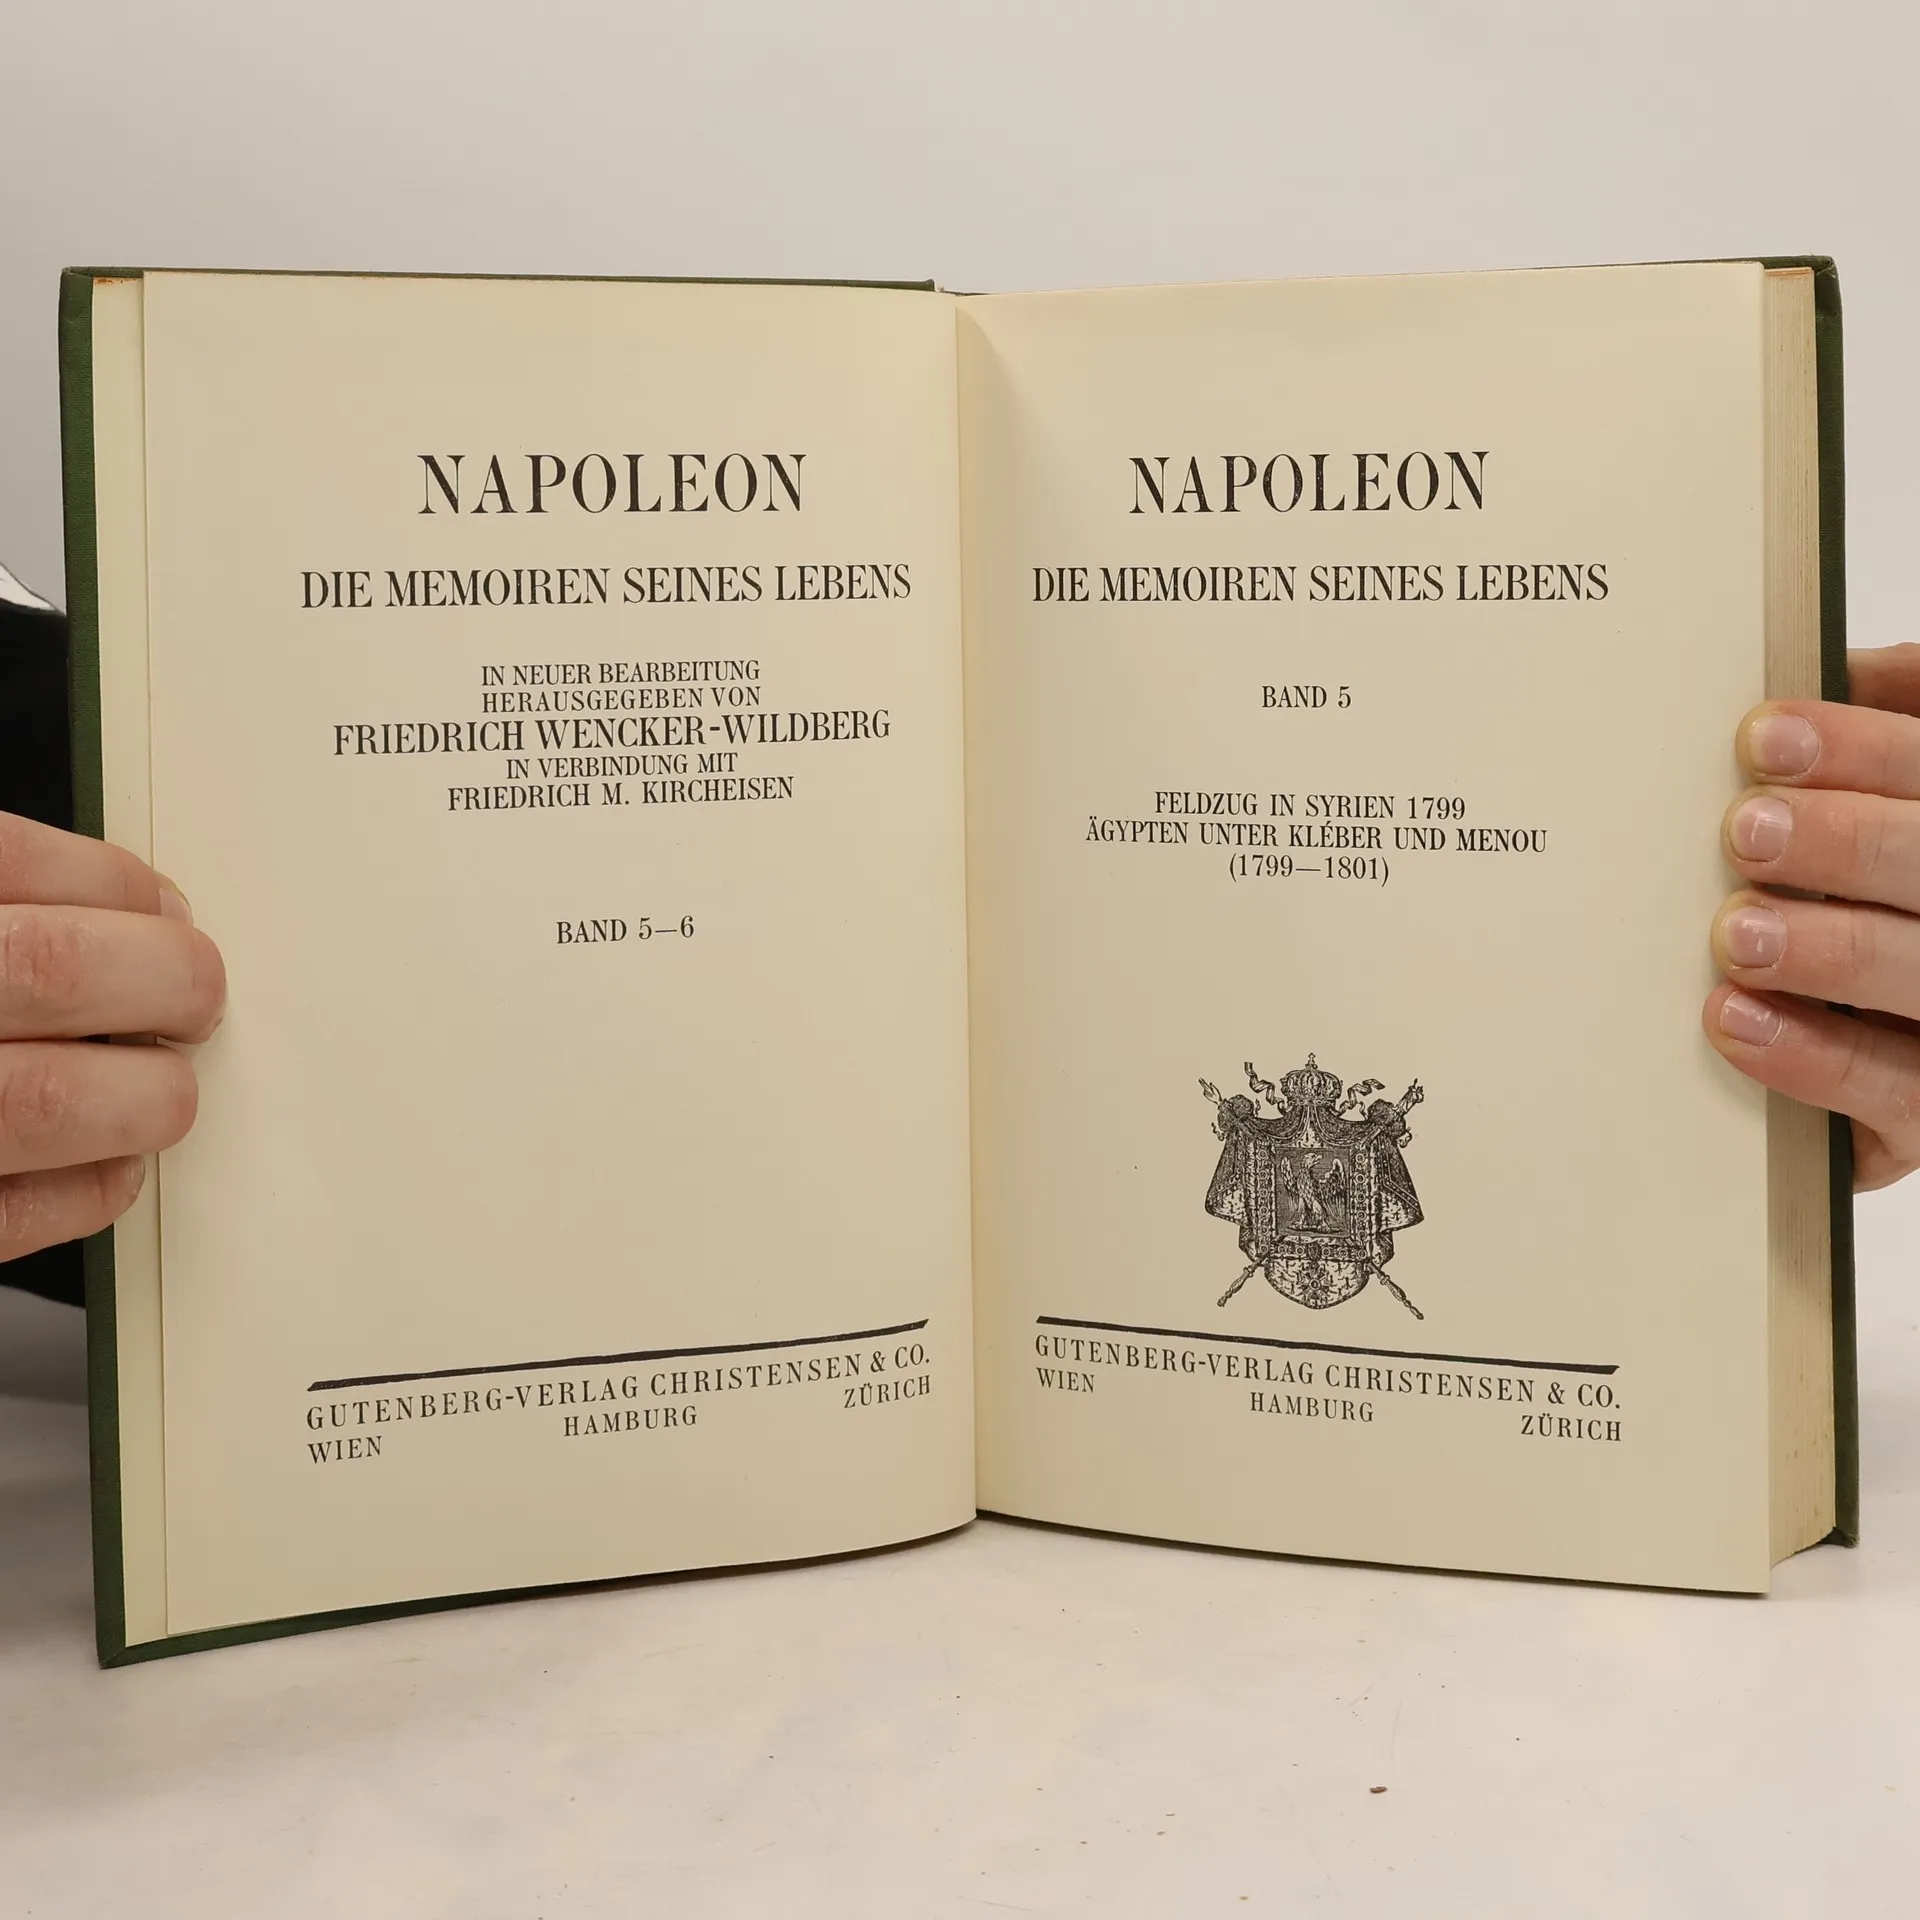 NAPOLEON
DIE MEMOIREN SEINES LEBENS
IN NEUER BEARBEITUNG
HERAUSGEGEBEN VON
FRIEDRICH WENCKER-WILDBERG
IN VERBINDUNG MIT
FRIEDRICH M. KIRCHEISEN
BAND 5—6
GUTENBERG-VERLAG CHRISTENSEN & CO.
WIEN HAMBURG ZÜRICH
NAPOLEON
DIE MEMOIREN SEINES LEBENS
BAND 5
FELDZUG IN SYRIEN 1799
ÄGYPTEN UNTER KLÉBER UND MENOU
(1799—1801)
GUTENBERG-VERLAG CHRISTENSEN & CO.
WIEN HAMBURG ZÜRICH